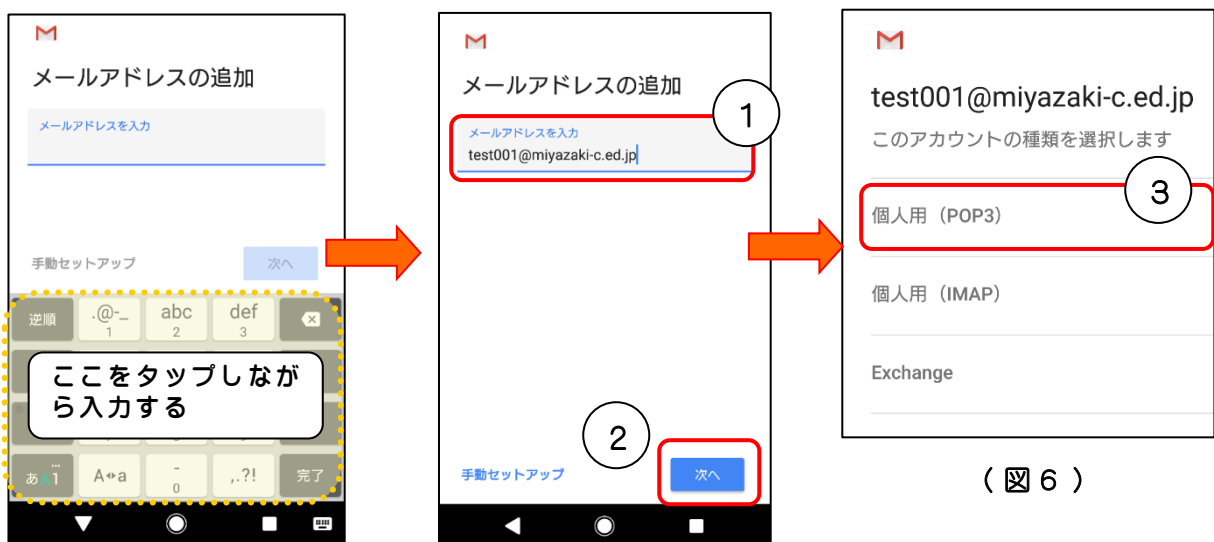 メールアドレスの追加
メールアドレスを入力
手動セットアップ
次へ
逆順
.@-_
1
abc
2
def
3
ここをタップしなが
ら入力する
あA1
A⇔a
-
0
,.?!
完了
メールアドレスの追加
①
メールアドレスを入力
test001@miyazaki-c.ed.jp
②
手動セットアップ
次へ
test001@miyazaki-c.ed.jp
このアカウントの種類を選択します
③
個人用（POP3）
個人用（IMAP）
Exchange
（図６）